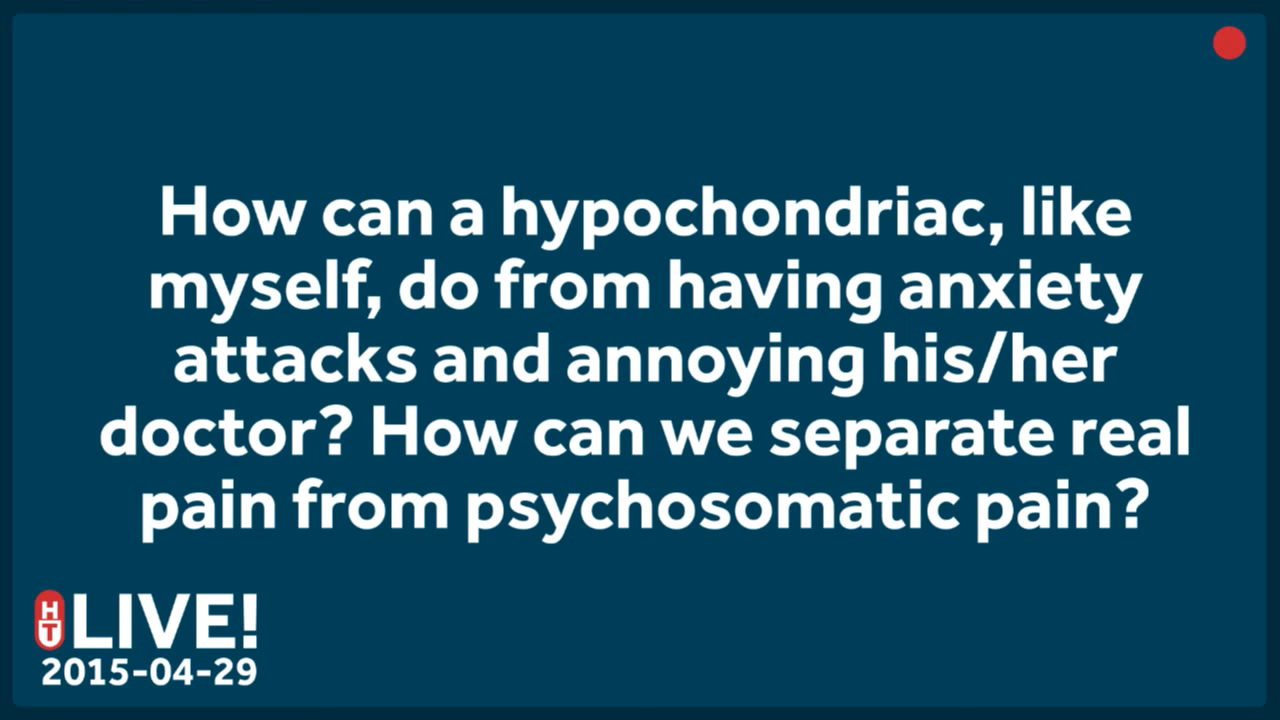 How can a hypochondriac, like
myself, do from having anxiety
attacks and annoying his/her
doctor? How can we separate real
pain from psychosomatic pain?
HT LIVE!
2015-04-29